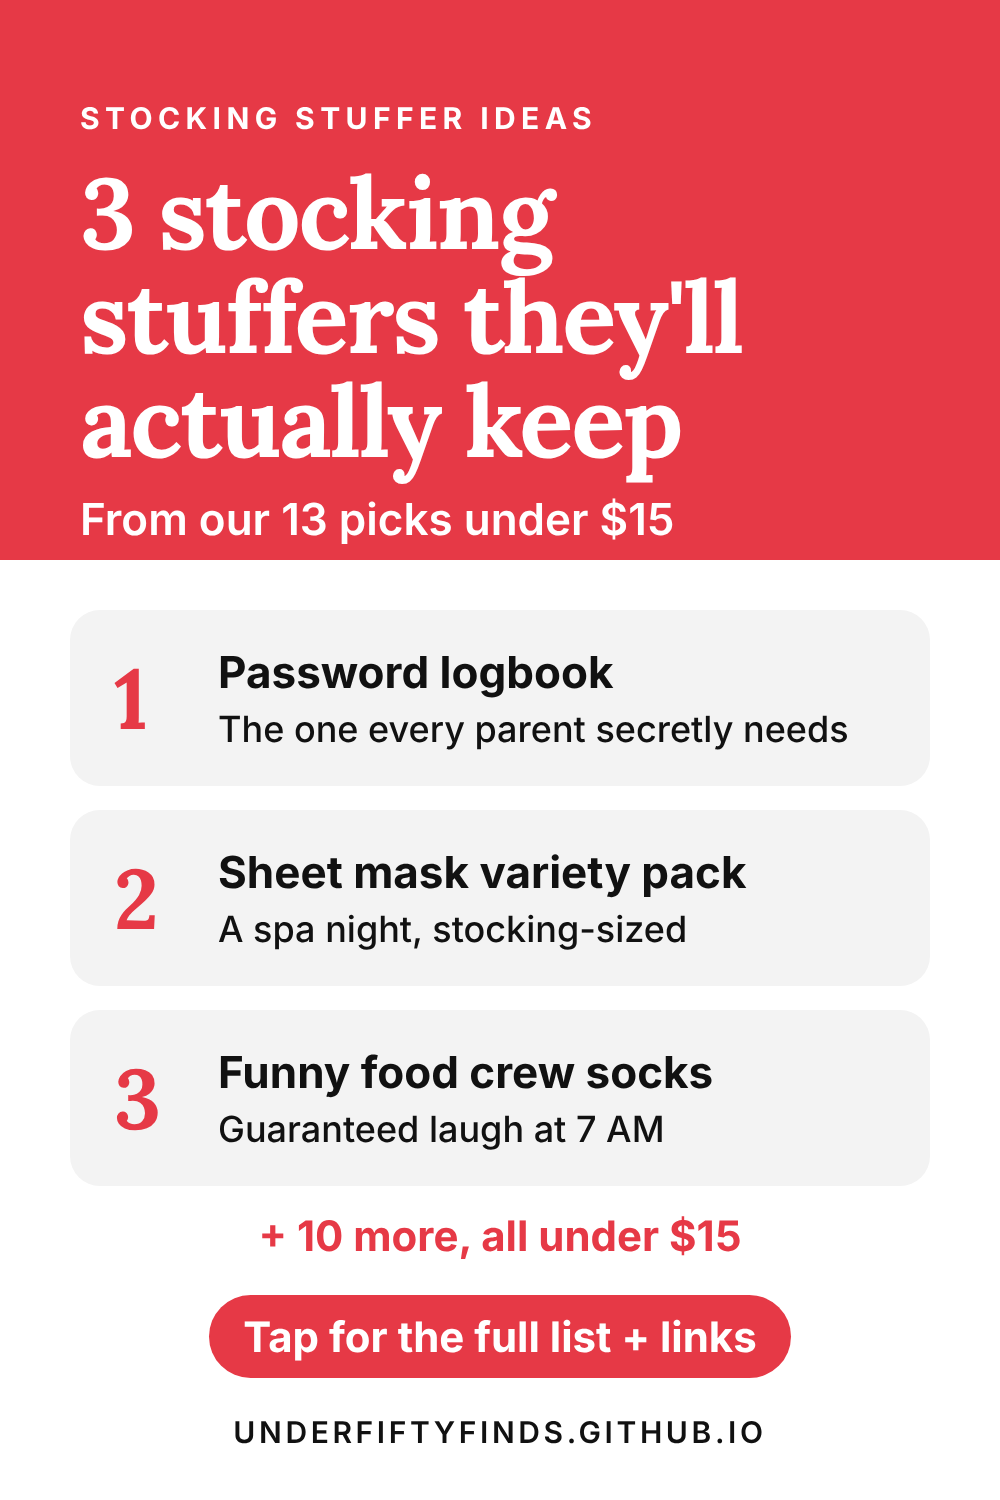 STOCKING STUFFER IDEAS
3 stocking
stuffers they'll
actually keep
From our 13 picks under $15
1
Password logbook
The one every parent secretly needs
2
Sheet mask variety pack
A spa night, stocking-sized
3
Funny food crew socks
Guaranteed laugh at 7 AM
+ 10 more, all under $15
Tap for the full list + links
UNDERFIFTYFINDS.GITHUB.IO